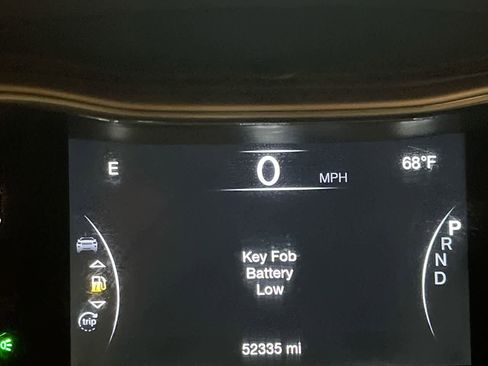 E
0
MPH
68°F
P
R
N
D
Key Fob
Battery
Low
trip
52335 mi